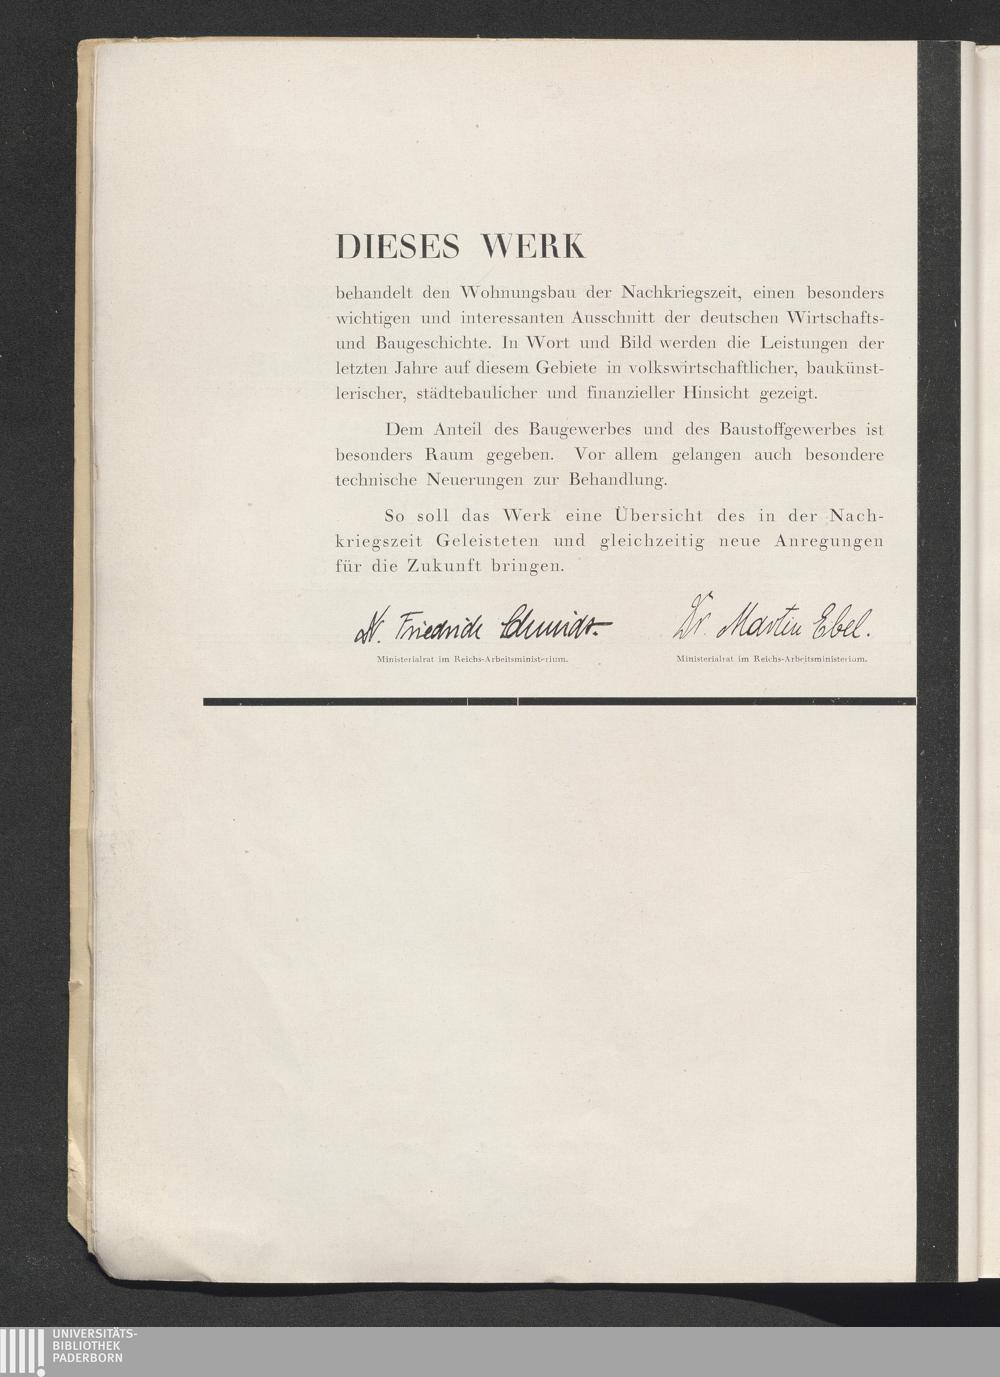 DIESES WERK
behandelt den Wohnungsbau der Nachkriegszeit, einen besonders
wichtigen und interessanten Ausschnitt der deutschen Wirtschafts-
und Baugeschichte. In Wort und Bild werden die Leistungen der
letzten Jahre auf diesem Gebiete in volkswirtschaftlicher, baukünst-
lerischer, städtebaulicher und finanzieller Hinsicht gezeigt.
Dem Anteil des Baugewerbes und des Baustoffgewerbes ist
besonders Raum gegeben. Vor allem gelangen auch besondere
technische Neuerungen zur Behandlung.
So soll das Werk eine Übersicht des in der Nach-
kriegszeit Geleisteten und gleichzeitig neue Anregungen
für die Zukunft bringen.
Dr. Friedrich Schmidt.
Ministerialrat im Reichs-Arbeitsministerium.
Dr. Martin Ebel.
Ministerialrat im Reichs-Arbeitsministerium.
UNIVERSITÄTS-
BIBLIOTHEK
PADERBORN